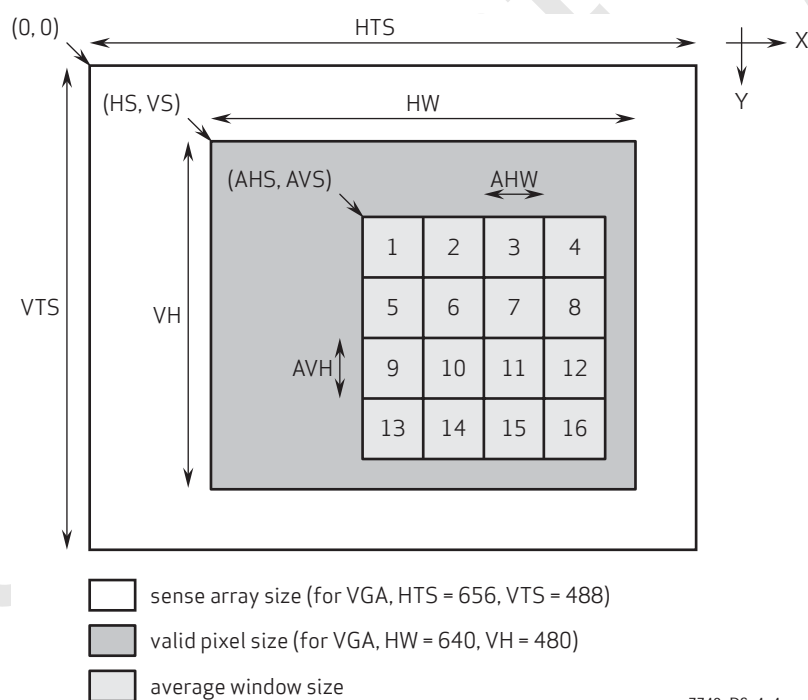 (0, 0)
HTS
X
Y
(HS, VS)
HW
(AHS, AVS)
AHW
1 2 3 4
VTS
VH
5 6 7 8
AVH
9 10 11 12
13 14 15 16
sense array size (for VGA, HTS = 656, VTS = 488)
valid pixel size (for VGA, HW = 640, VH = 480)
average window size